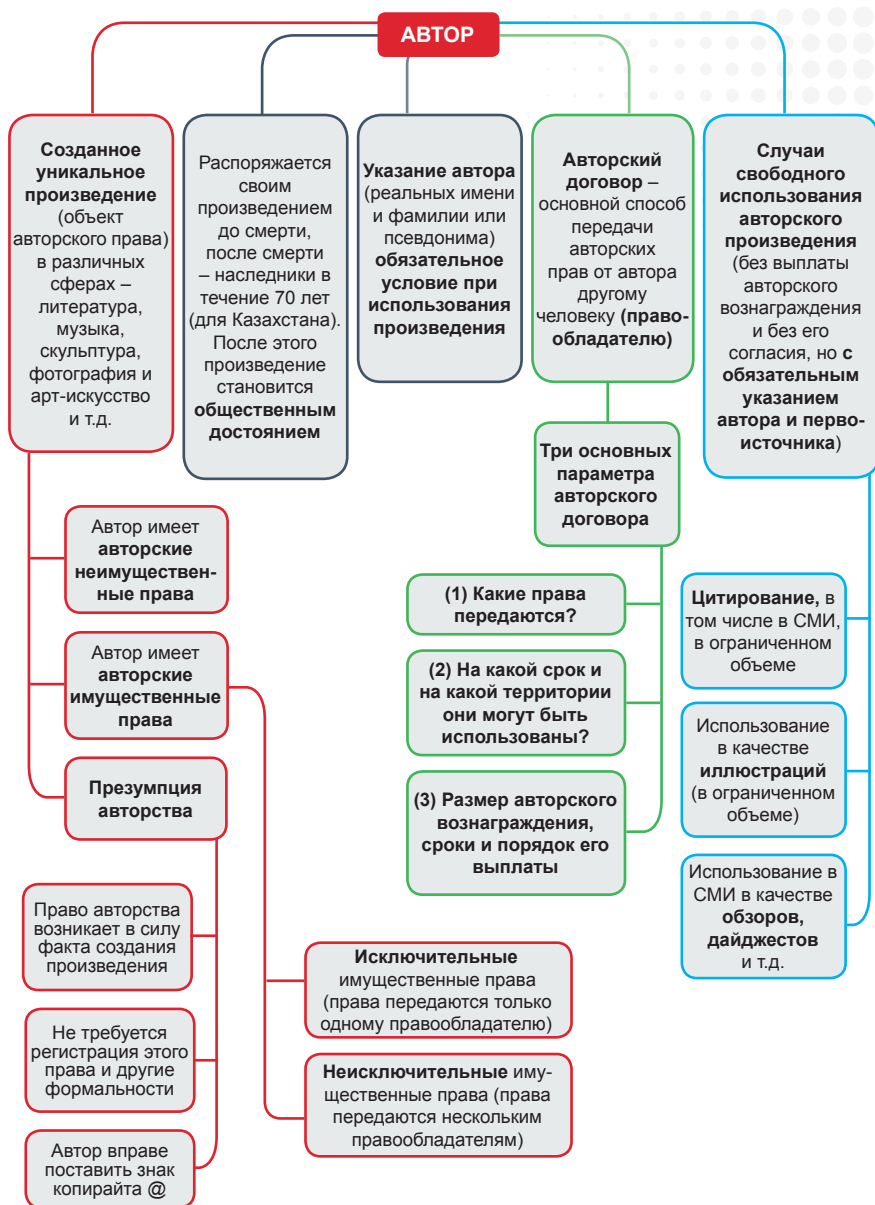 АВТОР
Созданное
уникальное
произведение
(объект
авторского права)
в различных
сферах –
литература,
музыка,
скульптура,
фотография и
арт-искусство
и т.д.
Распоряжается
своим
произведением
до смерти,
после смерти
– наследники в
течение 70 лет
(для Казахстана).
После этого
произведение
становится
общественным
достоянием
Указание автора
(реальных имени
и фамилии или
псевдонима)
обязательное
условие при
использования
произведения
Авторский
договор –
основной способ
передачи
авторских
прав от автора
другому
человеку (право-
обладателю)
Случаи
свободного
использования
авторского
произведения
(без выплаты
авторского
вознаграждения
и без его
согласия, но с
обязательным
указанием
автора и перво-
источника)
Автор имеет
авторские
неимуществен-
ные права
Автор имеет
авторские
имущественные
права
Презумпция
авторства
Право авторства
возникает в силу
факта создания
произведения
Не требуется
регистрация этого
права и другие
формальности
Автор вправе
поставить знак
копирайта @
Исключительные
имущественные права
(права передаются только
одному правообладателю)
Неисключительные иму-
щественные права (права
передаются нескольким
правообладателям)
Три основных
параметра
авторского
договора
(1) Какие права
передаются?
(2) На какой срок и
на какой территории
они могут быть
использованы?
(3) Размер авторского
вознаграждения,
сроки и порядок его
выплаты
Цитирование, в
том числе в СМИ,
в ограниченном
объеме
Использование
в качестве
иллюстраций
(в ограниченном
объеме)
Использование в
СМИ в качестве
обзоров,
дайджестов
и т.д.